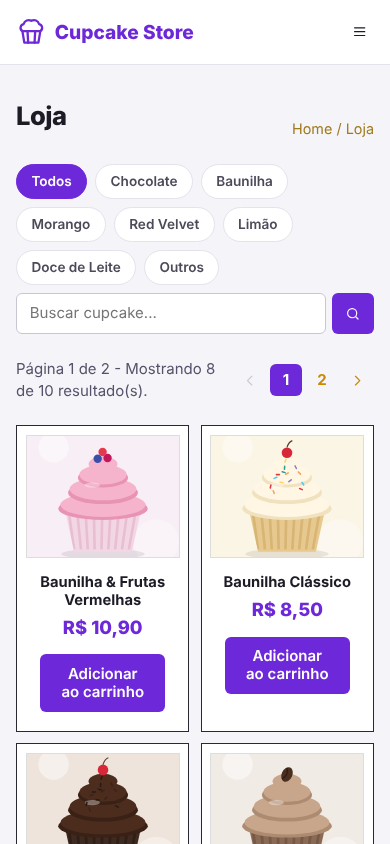 Cupcake Store
Loja
Home / Loja
Todos
Chocolate
Baunilha
Morango
Red Velvet
Limão
Doce de Leite
Outros
Buscar cupcake...
Página 1 de 2 - Mostrando 8
de 10 resultado(s).
1
2
Baunilha & Frutas
Vermelhas
R$ 10,90
Adicionar
ao carrinho
Baunilha Clássico
R$ 8,50
Adicionar
ao carrinho